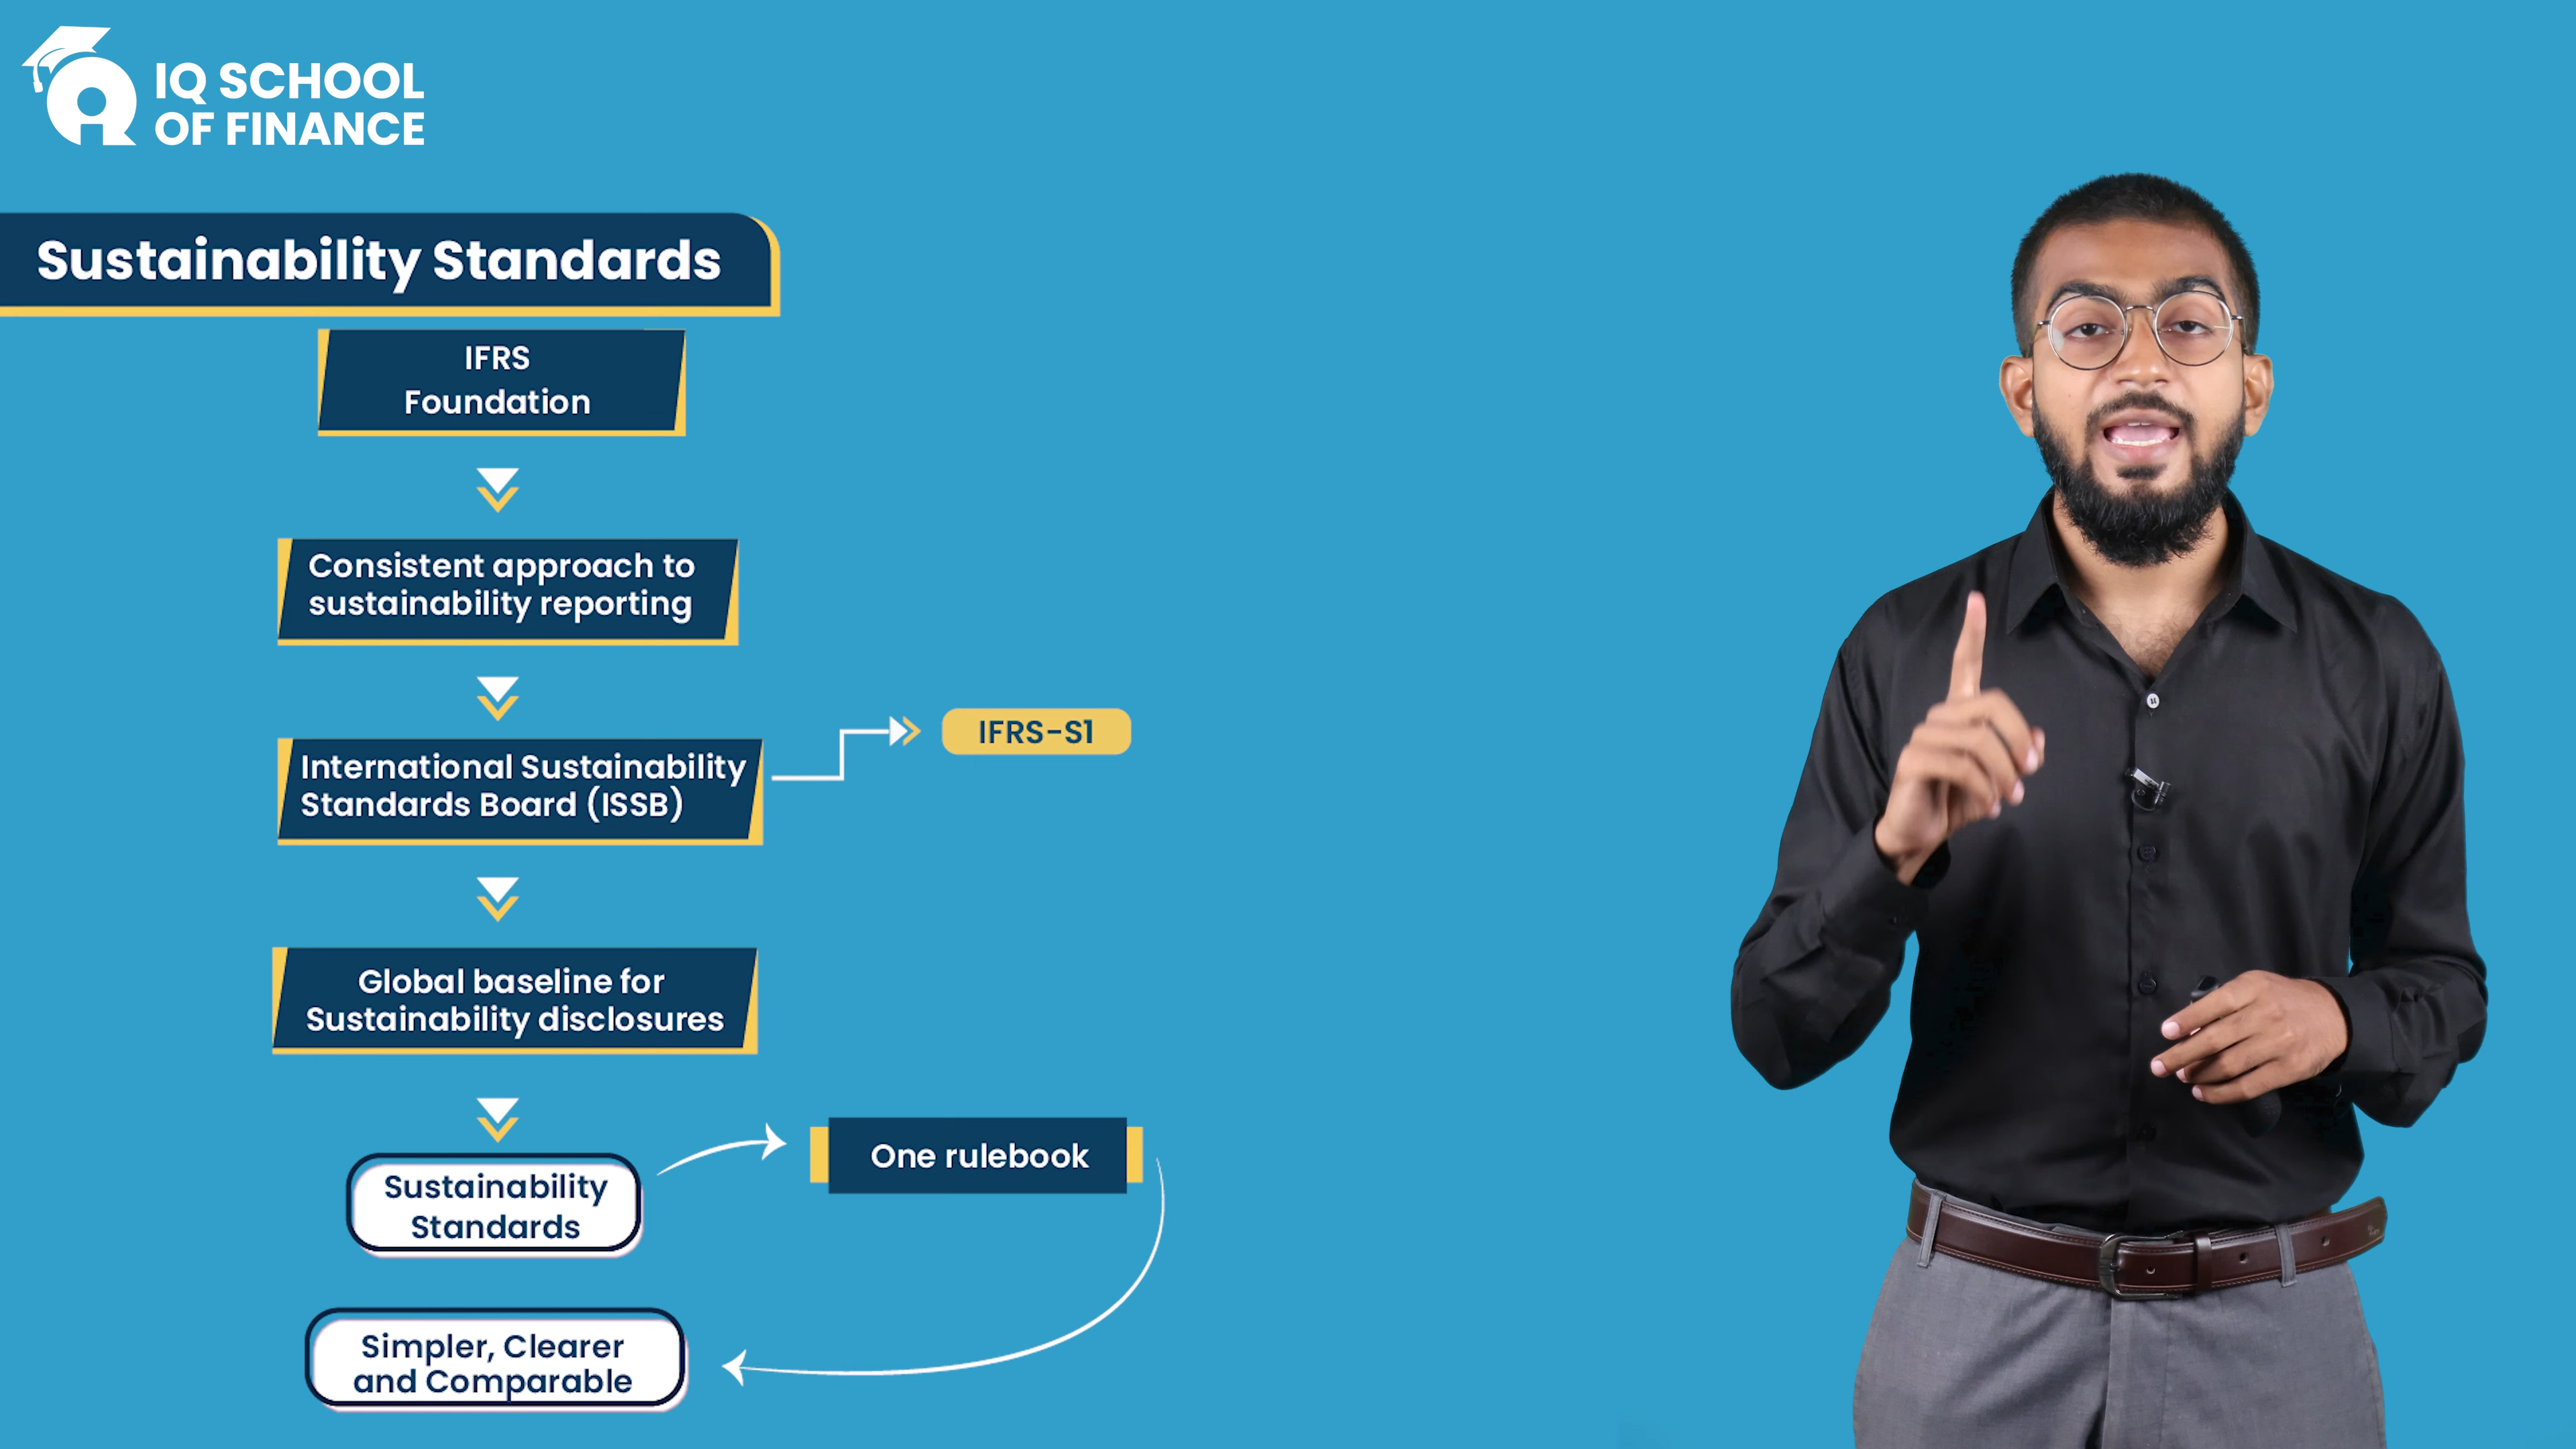 IQ SCHOOL
OF FINANCE
Sustainability Standards
IFRS
Foundation
Consistent approach to
sustainability reporting
International Sustainability
Standards Board (ISSB)
IFRS-S1
Global baseline for
Sustainability disclosures
Sustainability
Standards
One rulebook
Simpler, Clearer
and Comparable